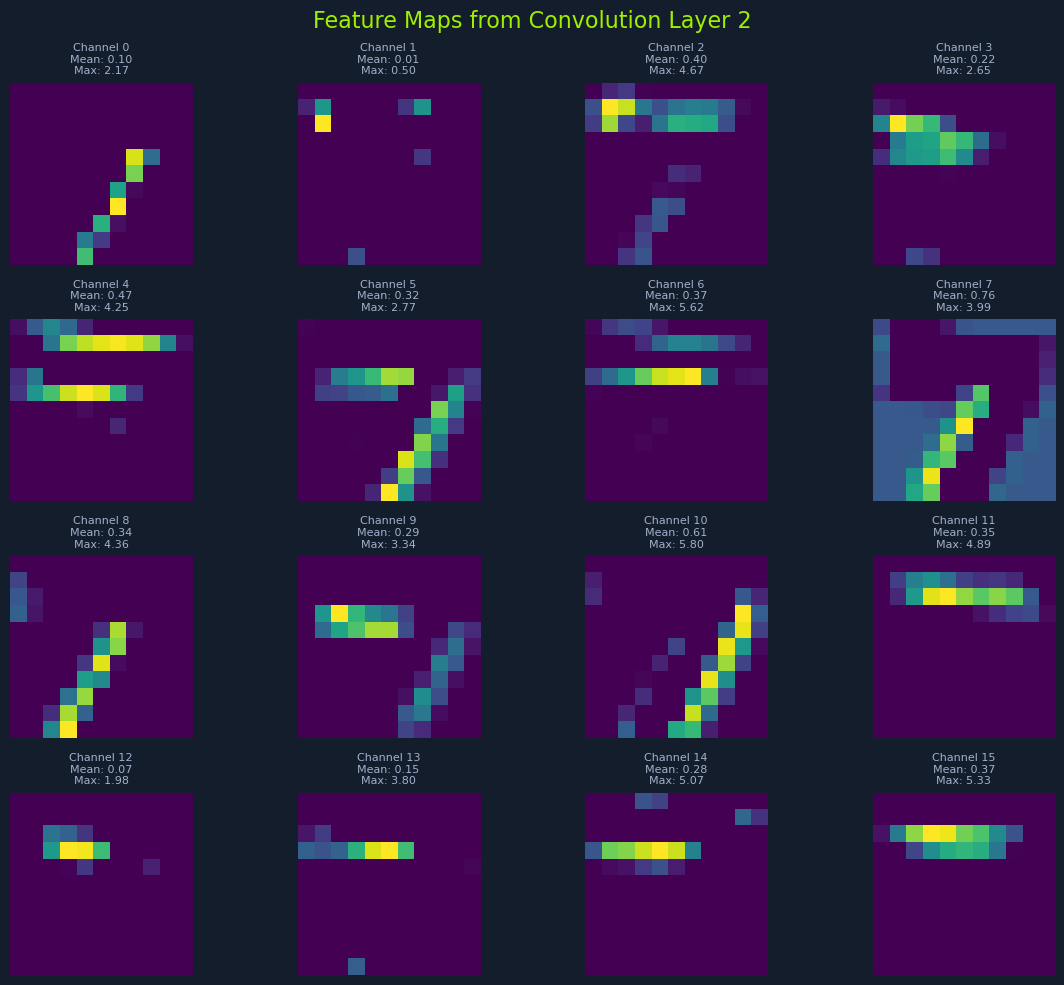 Feature Maps from Convolution Layer 2
Channel 0
Mean: 0.10
Max: 2.17
Channel 1
Mean: 0.01
Max: 0.50
Channel 2
Mean: 0.40
Max: 4.67
Channel 3
Mean: 0.22
Max: 2.65
Channel 4
Mean: 0.47
Max: 4.25
Channel 5
Mean: 0.32
Max: 2.77
Channel 6
Mean: 0.37
Max: 5.62
Channel 7
Mean: 0.76
Max: 3.99
Channel 8
Mean: 0.34
Max: 4.36
Channel 9
Mean: 0.29
Max: 3.34
Channel 10
Mean: 0.61
Max: 5.80
Channel 11
Mean: 0.35
Max: 4.89
Channel 12
Mean: 0.07
Max: 1.98
Channel 13
Mean: 0.15
Max: 3.80
Channel 14
Mean: 0.28
Max: 5.07
Channel 15
Mean: 0.37
Max: 5.33